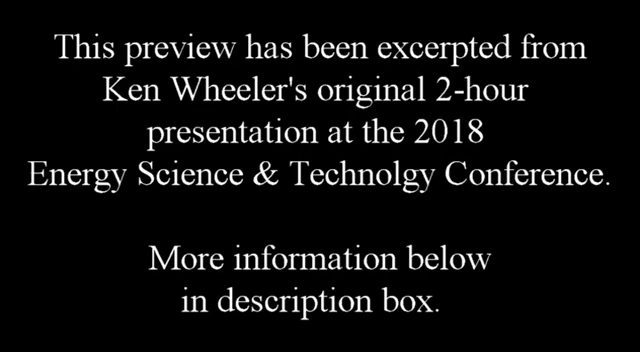 This preview has been excerpted from
Ken Wheeler's original 2-hour
presentation at the 2018
Energy Science & Technolgy Conference.
More information below
in description box.